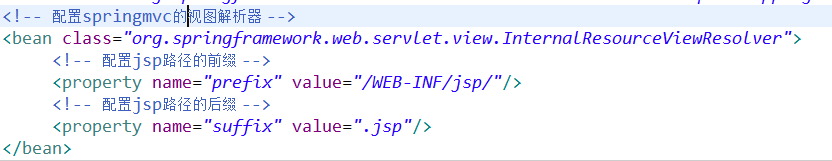 <!-- 配置springmvc的视图解析器 -->
<bean class="org.springframework.web.servlet.view.InternalResourceViewResolver">
<!-- 配置jsp路径的前缀 -->
<property name="prefix" value="/WEB-INF/jsp/"/>
<!-- 配置jsp路径的后缀 -->
<property name="suffix" value=".jsp"/>
</bean>